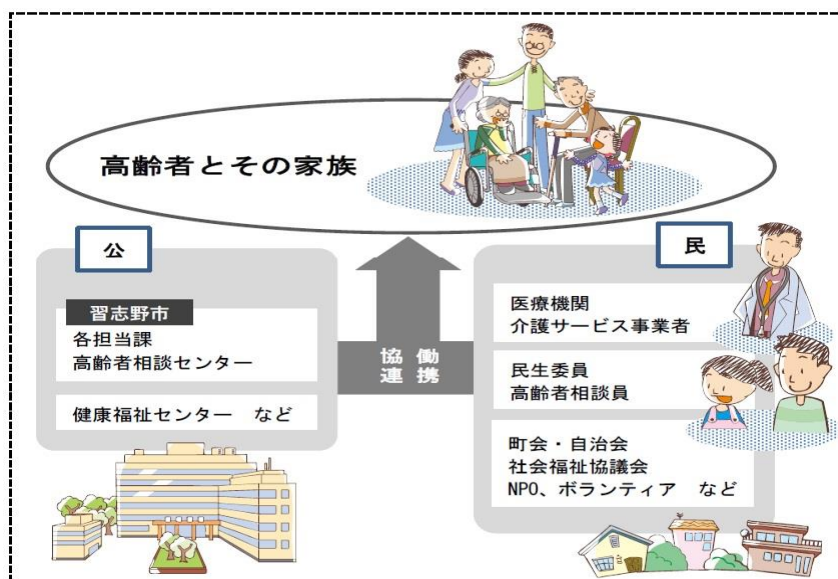 高齢者とその家族
公
習志野市
各担当課
高齢者相談センター
健康福祉センター　など
協 働
連 携
民
医療機関
介護サービス事業者
民生委員
高齢者相談員
町会・自治会
社会福祉協議会
NPO、ボランティア　など